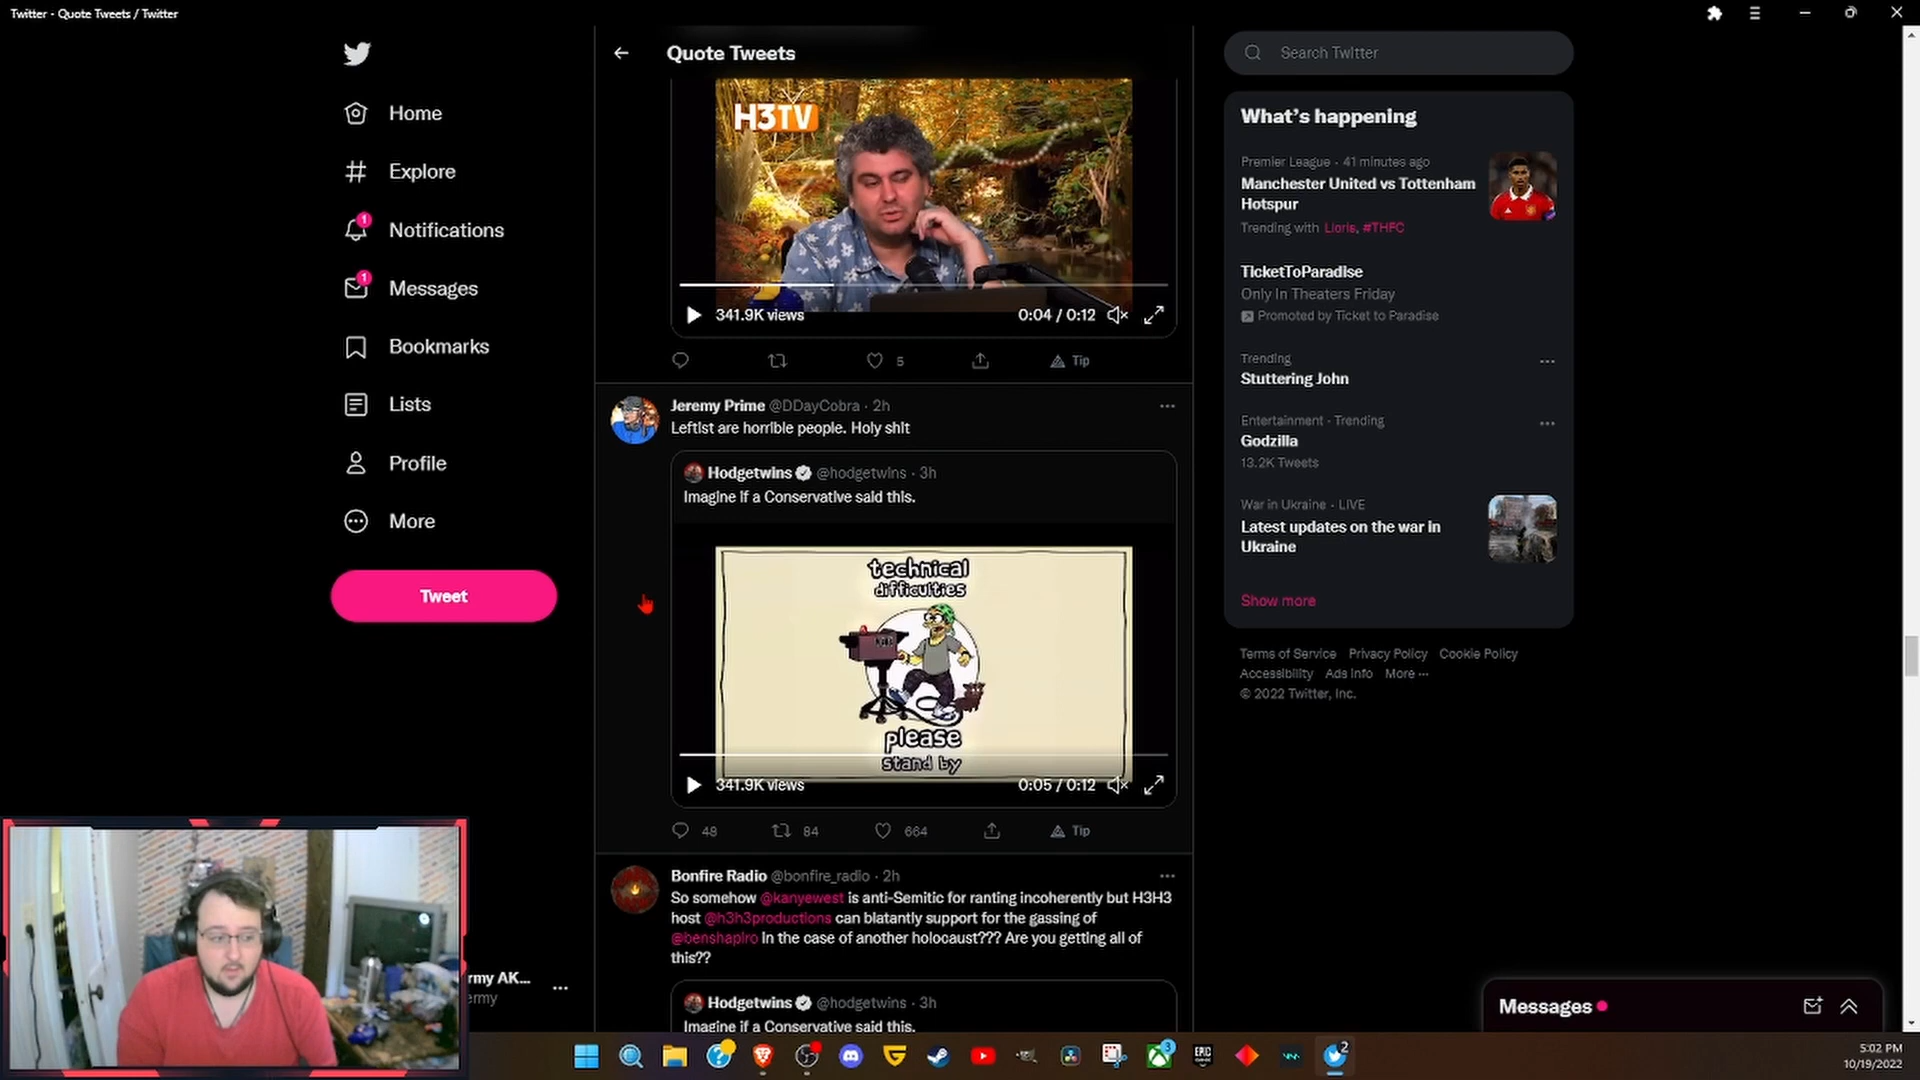 Twitter - Quote Tweets / Twitter
Home
Explore
1
Notifications
1
Messages
Bookmarks
Lists
Profile
More
Tweet
rmy AK...
ermy
Quote Tweets
H3TV
341.9K views
0:04 / 0:12
5
Tip
Jeremy Prime @DDayCobra · 2h
Leftist are horrible people. Holy shit
Hodgetwins @hodgetwins · 3h
Imagine if a Conservative said this.
technical
difficulties
please
stand by
341.9K views
0:05 / 0:12
48
84
664
Tip
Bonfire Radio @bonfire_radio · 2h
So somehow @kanyewest is anti-Semitic for ranting incoherently but H3H3
host @h3h3productions can blatantly support for the gassing of
@benshapiro in the case of another holocaust??? Are you getting all of
this??
Hodgetwins @hodgetwins · 3h
Imagine if a Conservative said this.
Search Twitter
What's happening
Premier League · 41 minutes ago
Manchester United vs Tottenham
Hotspur
Trending with Lloris, #THFC
TicketToParadise
Only In Theaters Friday
Promoted by Ticket to Paradise
Trending
Stuttering John
Entertainment · Trending
Godzilla
13.2K Tweets
War in Ukraine · LIVE
Latest updates on the war in
Ukraine
Show more
Terms of Service Privacy Policy Cookie Policy
Accessibility Ads info More ···
© 2022 Twitter, Inc.
Messages
3
EPIC
2
5:02 PM
10/19/2022